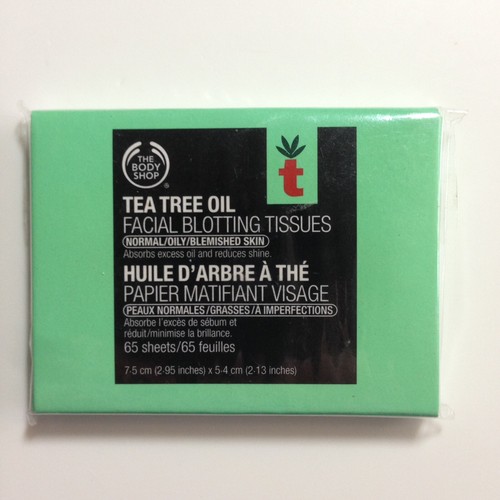 THE
BODY
SHOP
®
t
TEA TREE OIL
FACIAL BLOTTING TISSUES
NORMAL/OILY/BLEMISHED SKIN
Absorbs excess oil and reduces shine.
HUILE D'ARBRE À THÉ
PAPIER MATIFIANT VISAGE
PEAUX NORMALES/GRASSES/A IMPERFECTIONS
Absorbe l'excés de sébum et
réduit/minimise la brillance.
65 sheets/65 feuilles
7·5 cm (2·95 inches) x 5·4 cm (2·13 inches)